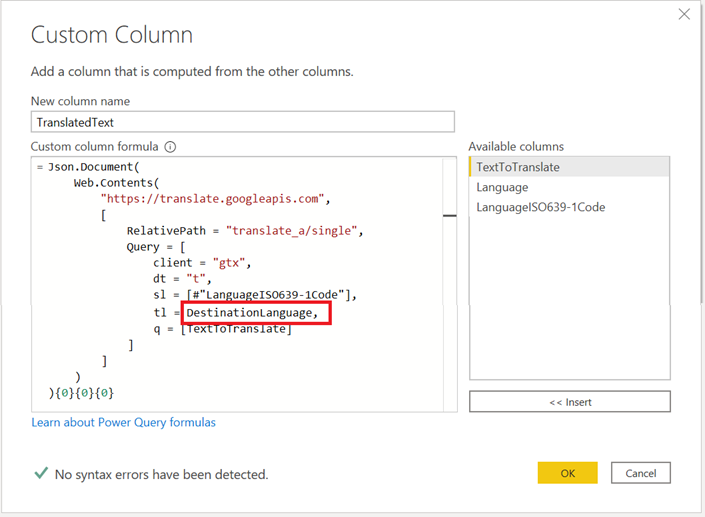 Custom Column
Add a column that is computed from the other columns.
New column name
TranslatedText
Custom column formula
Available columns
= Json.Document(
Web.Contents(
"https://translate.googleapis.com",
[
RelativePath = "translate_a/single",
Query = [
client = "gtx",
dt = "t",
sl = [#"LanguageISO639-1Code"],
tl = DestinationLanguage,
q = [TextToTranslate]
]
]
)
){0}{0}{0}
TextToTranslate
Language
LanguageISO639-1Code
<< Insert
Learn about Power Query formulas
No syntax errors have been detected.
OK
Cancel